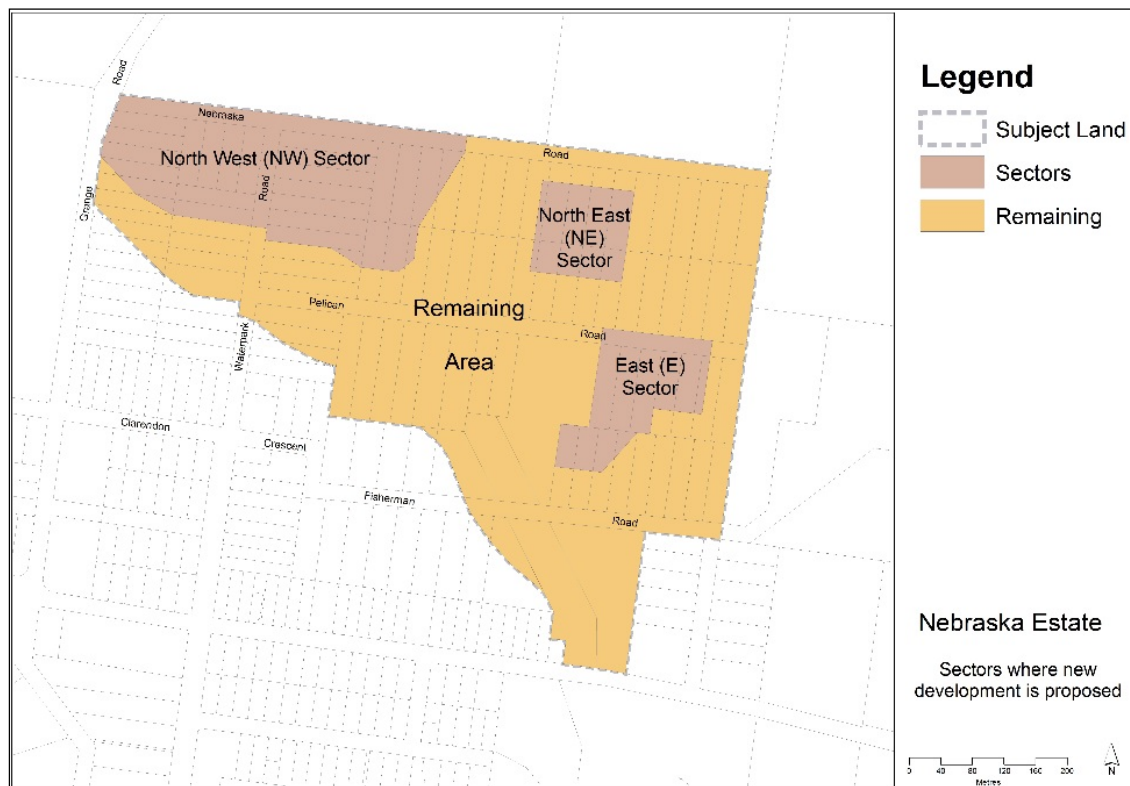 Road
Nebraska
North West (NW) Sector
Road
Road
Grange
North East
(NE)
Sector
Pelican
Remaining
Road
Area
East (E)
Sector
Watermark
Clarendon
Crescent
Fisherman
Road
Legend
Subject Land
Sectors
Remaining
Nebraska Estate
Sectors where new
development is proposed
0 40 80 120 160 200
Metres
N